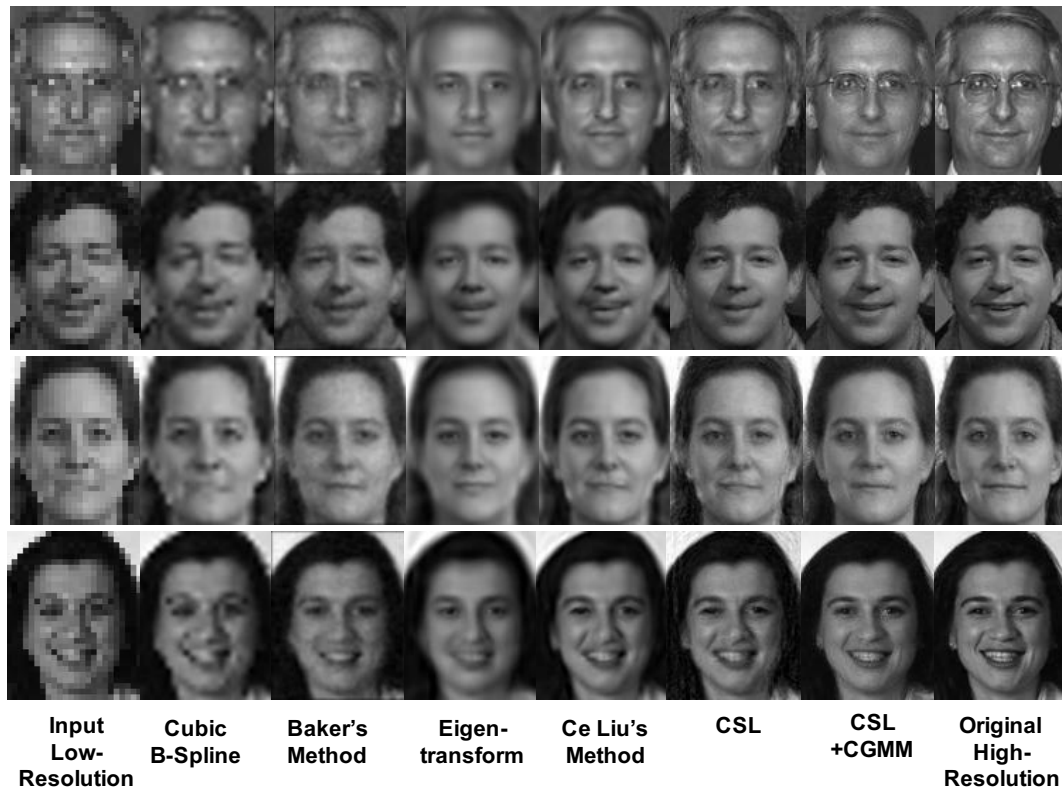 Input
Low-
Resolution
Cubic
B-Spline
Baker's
Method
Eigen-
transform
Ce Liu's
Method
CSL
CSL
+CGMM
Original
High-
Resolution